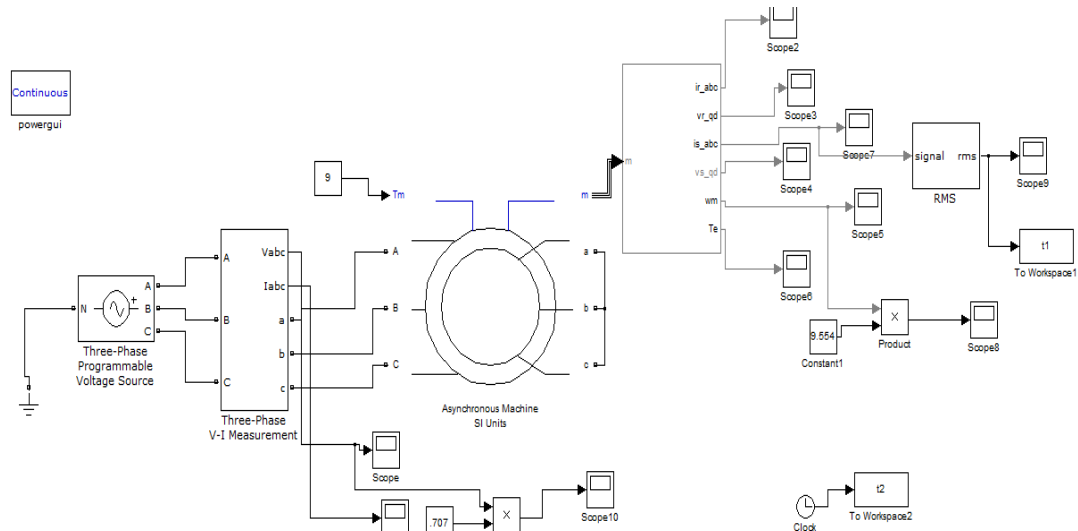 Scope2
Continuous
powergui
ir_abc
vr_qd
Scope3
is_abc
Scope7
vs_qd
Scope4
m
signal rms
RMS
Scope9
9
Tm
m
wm
Scope5
Te
Scope6
t1
To Workspace1
Vabc
A
Iabc
a
B
b
C
c
A
B
C
a
b
c
N
A
B
C
+
Three-Phase
Programmable
Voltage Source
Three-Phase
V-I Measurement
Asynchronous Machine
SI Units
9.554
Constant1
X
Product
Scope8
Scope
.707
X
Scope10
Clock
t2
To Workspace2